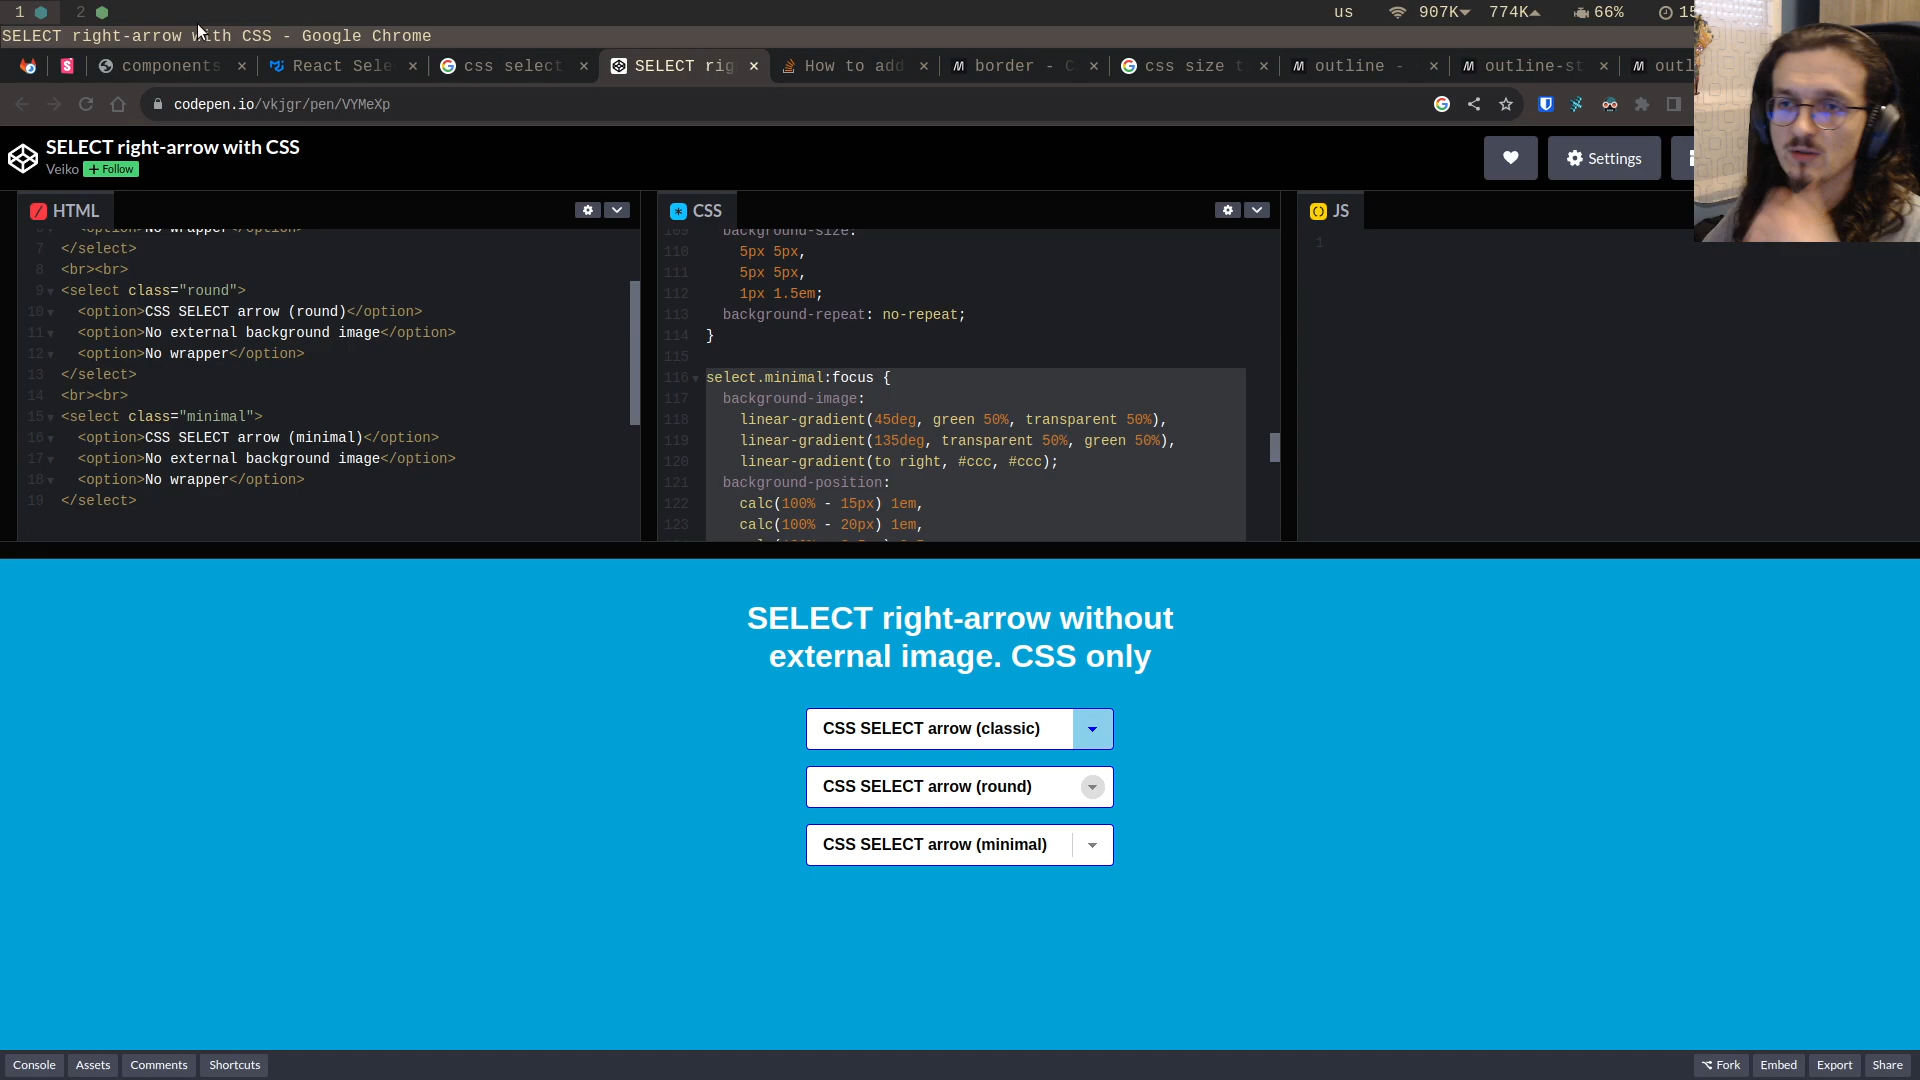 1 2 us 907K 774K 66% 15
SELECT right-arrow with CSS - Google Chrome
components React Sele css select SELECT rig How to add border - C css size t outline - outline-st outl
codepen.io/vkjgr/pen/VYMeXp
SELECT right-arrow with CSS
Veiko + Follow
Settings
HTML
<option>No wrapper</option>
7 </select>
8 <br><br>
9 <select class="round">
10 <option>CSS SELECT arrow (round)</option>
11 <option>No external background image</option>
12 <option>No wrapper</option>
13 </select>
14 <br><br>
15 <select class="minimal">
16 <option>CSS SELECT arrow (minimal)</option>
17 <option>No external background image</option>
18 <option>No wrapper</option>
19 </select>
CSS
109 background-size:
110 5px 5px,
111 5px 5px,
112 1px 1.5em;
113 background-repeat: no-repeat;
114 }
115
116 select.minimal:focus {
117 background-image:
118 linear-gradient(45deg, green 50%, transparent 50%),
119 linear-gradient(135deg, transparent 50%, green 50%),
120 linear-gradient(to right, #ccc, #ccc);
121 background-position:
122 calc(100% - 15px) 1em,
123 calc(100% - 20px) 1em,
JS
1
SELECT right-arrow without
external image. CSS only
CSS SELECT arrow (classic)
CSS SELECT arrow (round)
CSS SELECT arrow (minimal)
Console Assets Comments Shortcuts Fork Embed Export Share